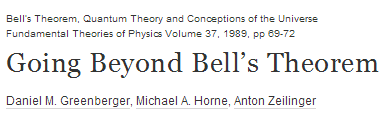 Bell's Theorem, Quantum Theory and Conceptions of the Universe
Fundamental Theories of Physics Volume 37, 1989, pp 69-72
Going Beyond Bell’s Theorem
Daniel M. Greenberger, Michael A. Horne, Anton Zeilinger